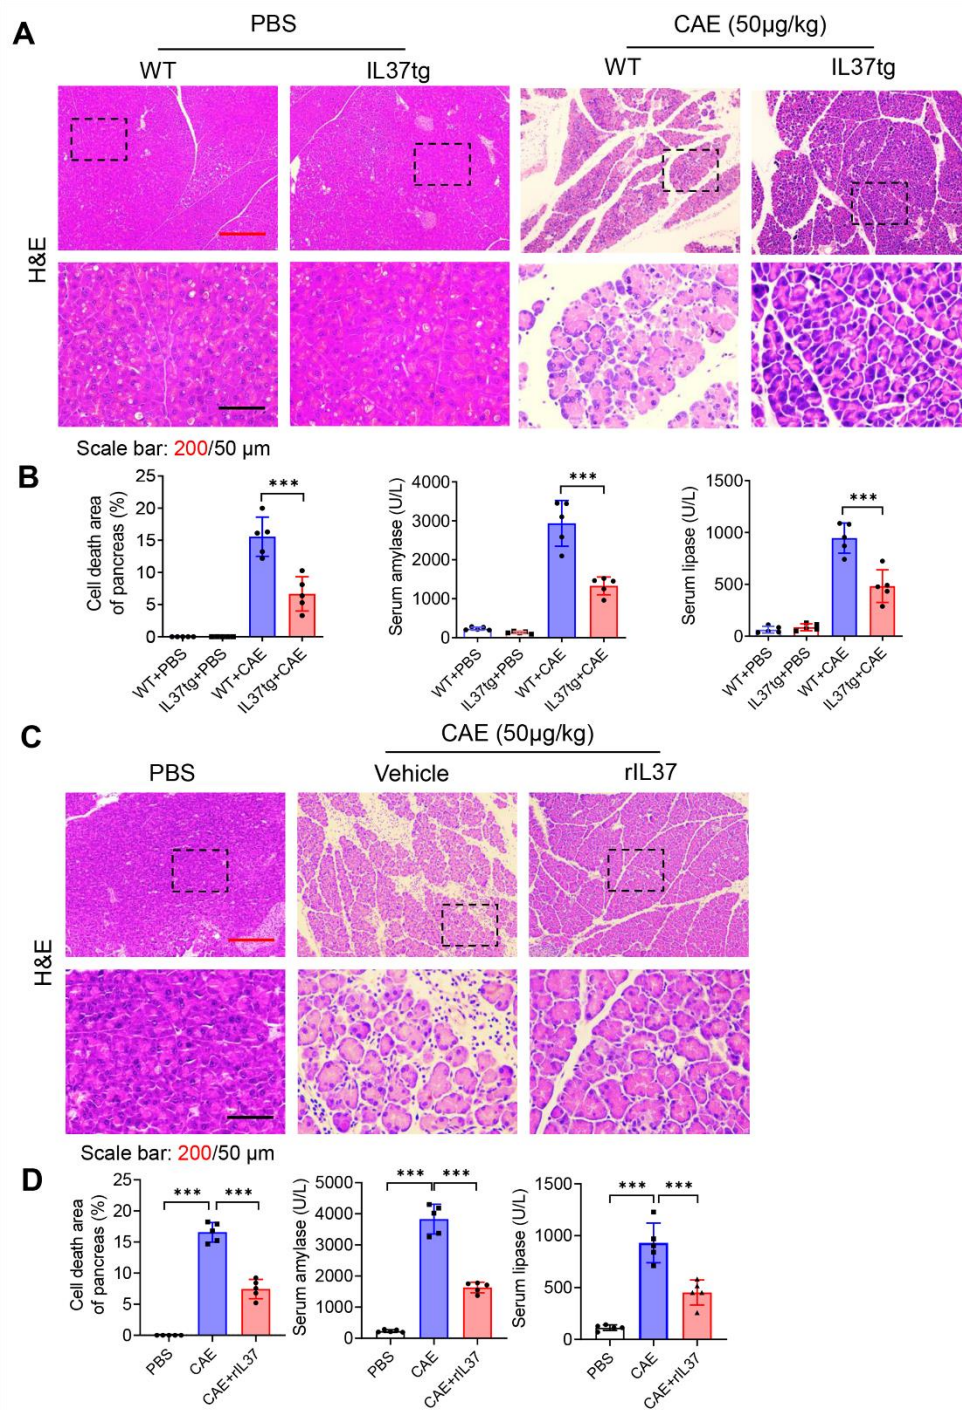 A
PBS
CAE (50µg/kg)
WT
IL37tg
WT
IL37tg
H&E
Scale bar: 200/50 µm
B
Cell death area
of pancreas (%)
25
20
15
10
5
0
***
WT+PBS
IL37tg+PBS
WT+CAE
IL37tg+CAE
Serum amylase (U/L)
4000
3000
2000
1000
0
***
WT+PBS
IL37tg+PBS
WT+CAE
IL37tg+CAE
Serum lipase (U/L)
1500
1000
500
0
***
WT+PBS
IL37tg+PBS
WT+CAE
IL37tg+CAE
C
CAE (50µg/kg)
PBS
Vehicle
rIL37
H&E
Scale bar: 200/50 µm
D
Cell death area
of pancreas (%)
25
20
15
10
5
0
***
***
PBS
CAE
CAE+rIL37
Serum amylase (U/L)
5000
4000
3000
2000
1000
0
***
***
PBS
CAE
CAE+rIL37
Serum lipase (U/L)
1500
1000
500
0
***
***
PBS
CAE
CAE+rIL37